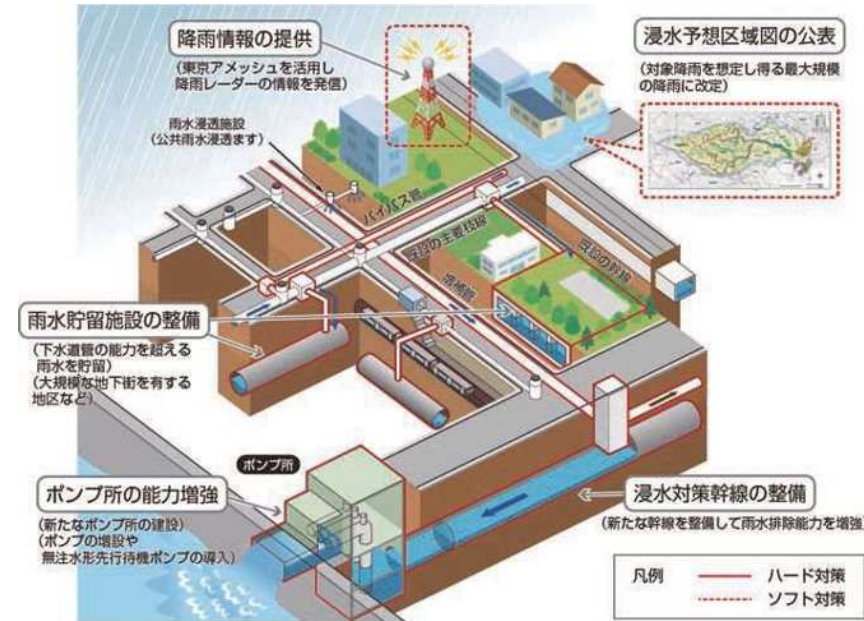 降雨情報の提供
(東京アメッシュを活用し
降雨レーダーの情報を発信)
浸水予想区域図の公表
(対象降雨を想定し得る最大規模
の降雨に改定)
雨水浸透施設
(公共雨水浸透ます)
バイパス管
既設の主要枝線
既設の幹線
増補管
雨水貯留施設の整備
(下水道管の能力を超える
雨水を貯留)
(大規模な地下街を有する
地区など)
ポンプ所
ポンプ所の能力増強
(新たなポンプ所の建設)
(ポンプの増設や
無注水形先行待機ポンプの導入)
浸水対策幹線の整備
(新たな幹線を整備して雨水排除能力を増強)
凡例
ハード対策
ソフト対策